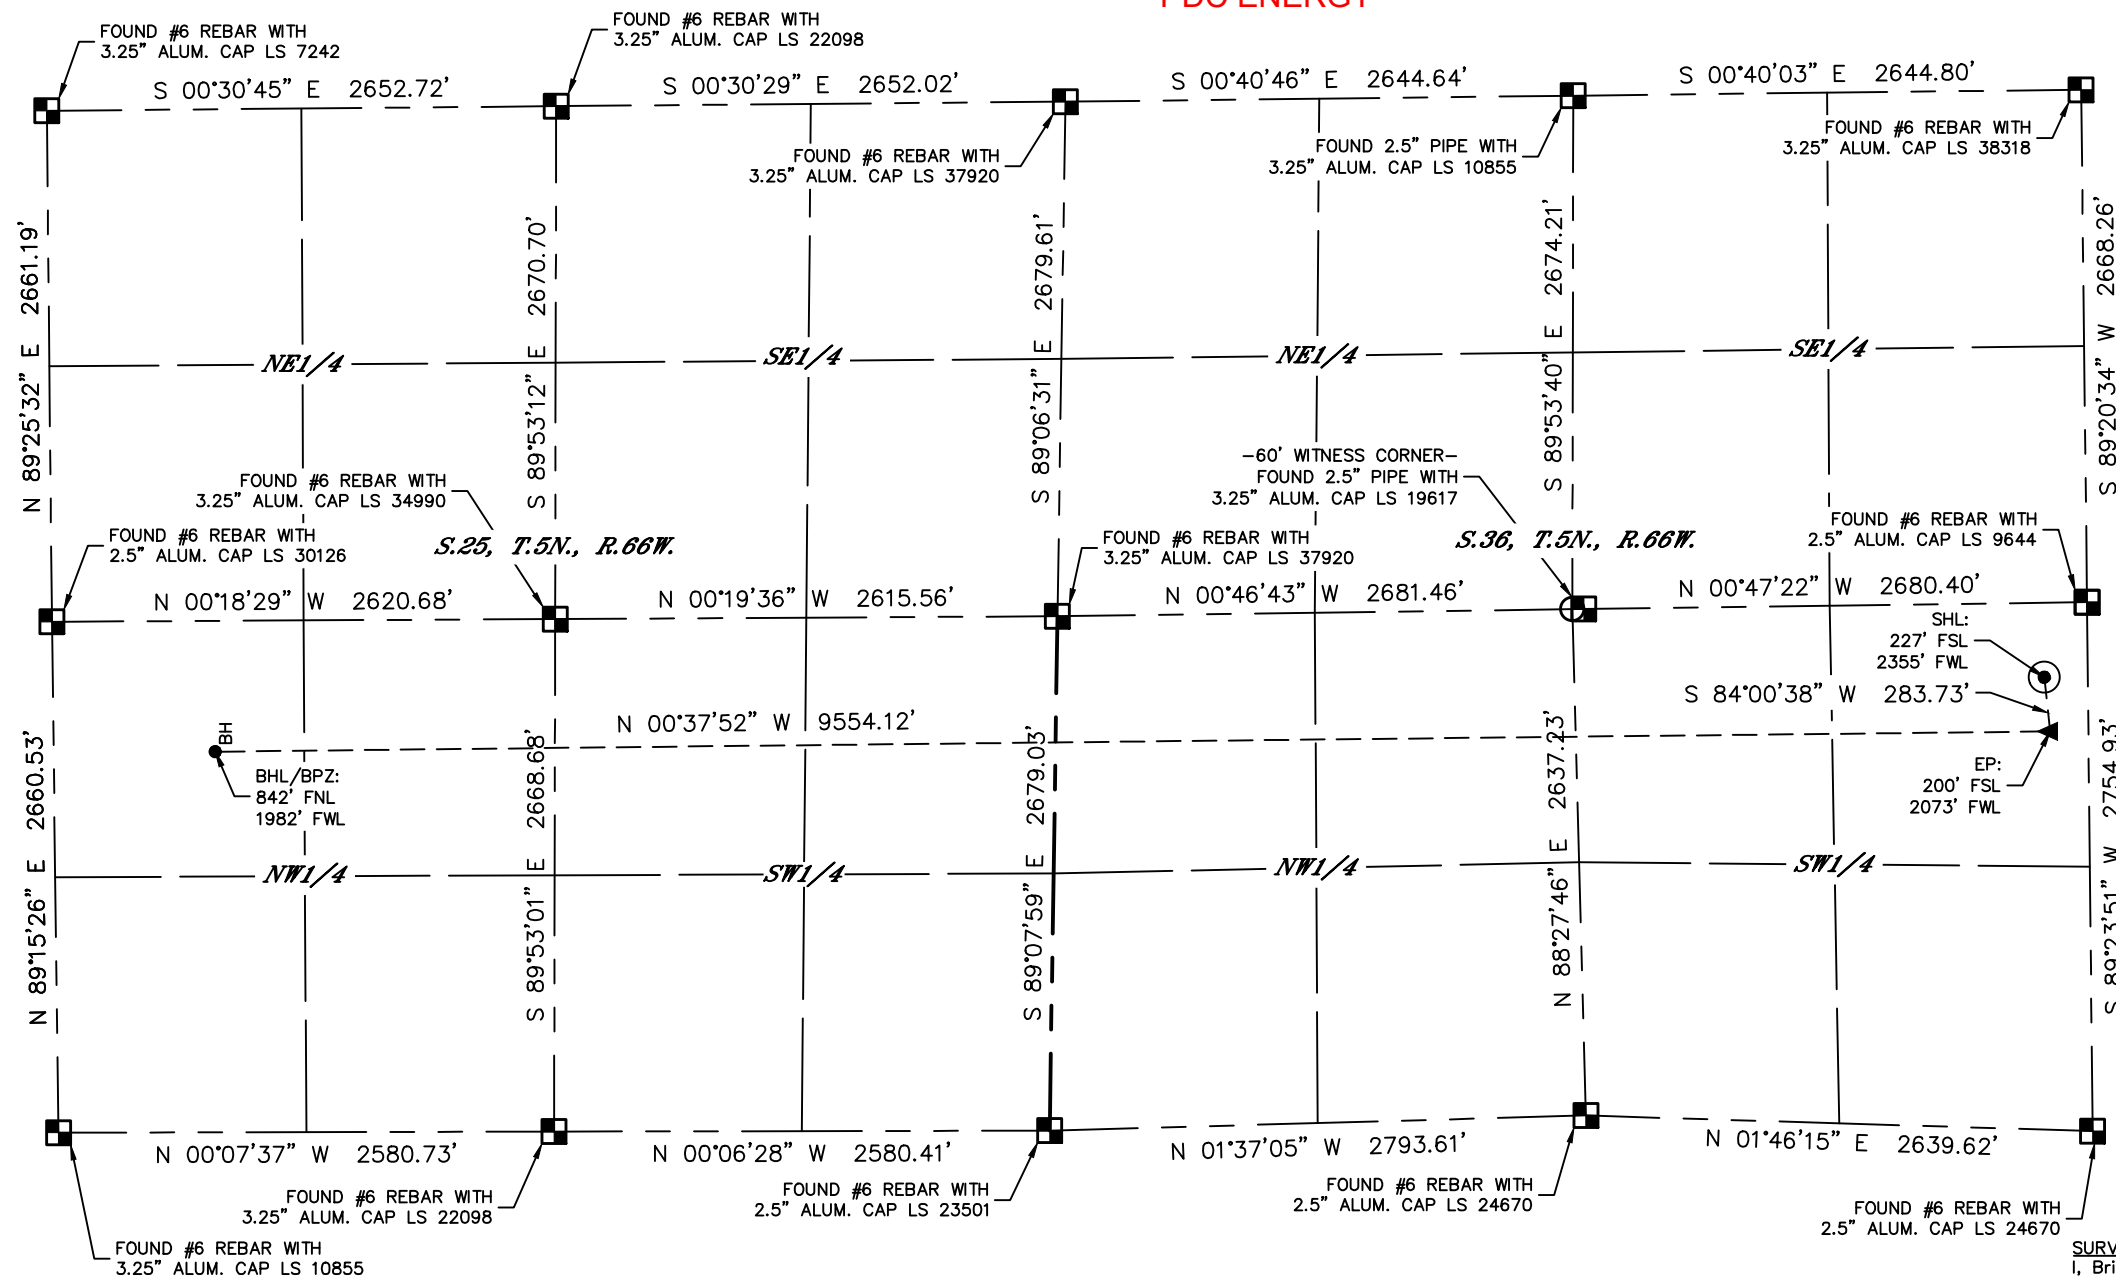 PDC ENERGY
FOUND #6 REBAR WITH
3.25" ALUM. CAP LS 7242
FOUND #6 REBAR WITH
3.25" ALUM. CAP LS 22098
S 00°30'45" E 2652.72'
S 00°30'29" E 2652.02'
S 00°40'46" E 2644.64'
S 00°40'03" E 2644.80'
FOUND #6 REBAR WITH
3.25" ALUM. CAP LS 37920
FOUND 2.5" PIPE WITH
3.25" ALUM. CAP LS 10855
FOUND #6 REBAR WITH
3.25" ALUM. CAP LS 38318
N 89°25'32" E 2661.19'
S 89°53'12" E 2670.70'
S 89°06'31" E 2679.61'
S 89°53'40" E 2674.21'
S 89°20'34" W 2668.26'
NE1/4
SE1/4
NE1/4
SE1/4
FOUND #6 REBAR WITH
3.25" ALUM. CAP LS 34990
-60' WITNESS CORNER-
FOUND 2.5" PIPE WITH
3.25" ALUM. CAP LS 19617
FOUND #6 REBAR WITH
2.5" ALUM. CAP LS 30126
S.25, T.5N., R.66W.
FOUND #6 REBAR WITH
3.25" ALUM. CAP LS 37920
S.36, T.5N., R.66W.
FOUND #6 REBAR WITH
2.5" ALUM. CAP LS 9644
N 00°18'29" W 2620.68'
N 00°19'36" W 2615.56'
N 00°46'43" W 2681.46'
N 00°47'22" W 2680.40'
SHL:
227' FSL
2355' FWL
S 84°00'38" W 283.73'
N 00°37'52" W 9554.12'
BH
BHL/BPZ:
842' FNL
1982' FWL
EP:
200' FSL
2073' FWL
N 89°15'26" E 2660.53'
S 89°53'01" E 2668.68'
S 89°07'59" E 2679.03'
N 88°27'46" E 2637.23'
S 89°23'51" W 2754.93'
NW1/4
SW1/4
NW1/4
SW1/4
N 00°07'37" W 2580.73'
N 00°06'28" W 2580.41'
N 01°37'05" W 2793.61'
N 01°46'15" E 2639.62'
FOUND #6 REBAR WITH
3.25" ALUM. CAP LS 22098
FOUND #6 REBAR WITH
2.5" ALUM. CAP LS 23501
FOUND #6 REBAR WITH
2.5" ALUM. CAP LS 24670
FOUND #6 REBAR WITH
2.5" ALUM. CAP LS 24670
FOUND #6 REBAR WITH
3.25" ALUM. CAP LS 10855
SURV
I, Bri